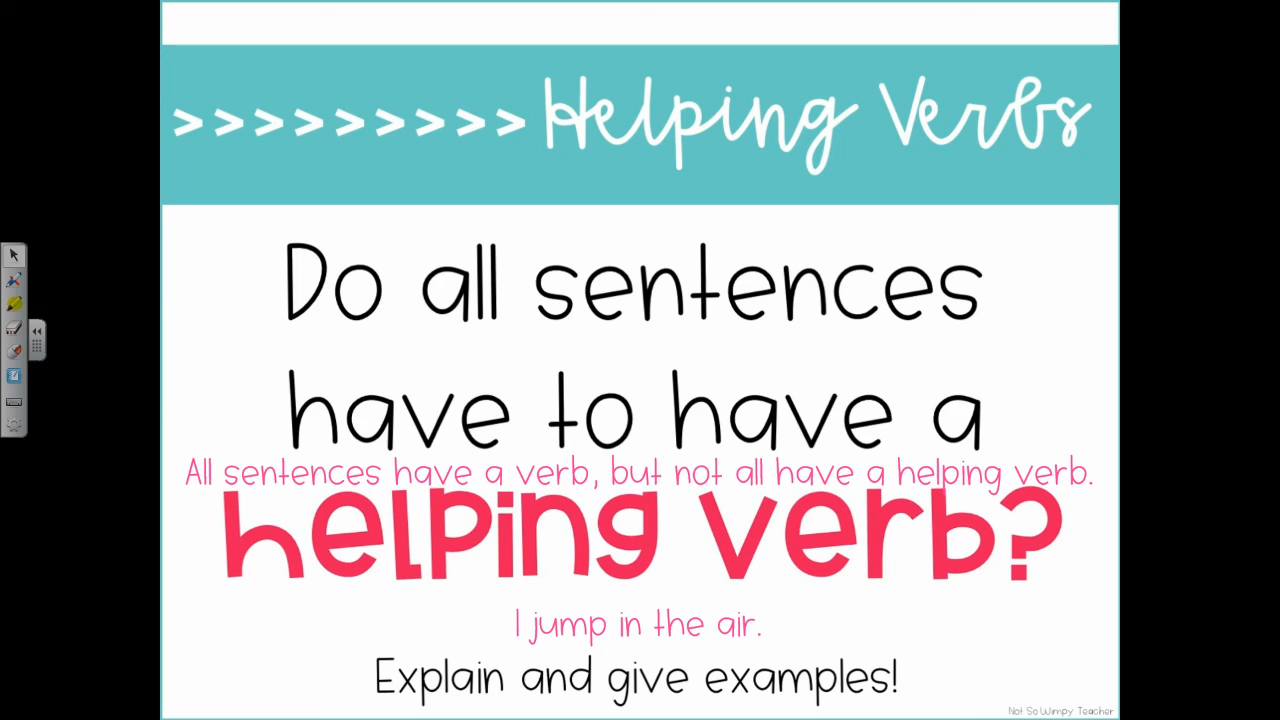 >>>>>>>>> Helping Verbs
Do all sentences
have to have a
All sentences have a verb, but not all have a helping verb.
helping verb?
I jump in the air.
Explain and give examples!
Not So Wimpy Teacher